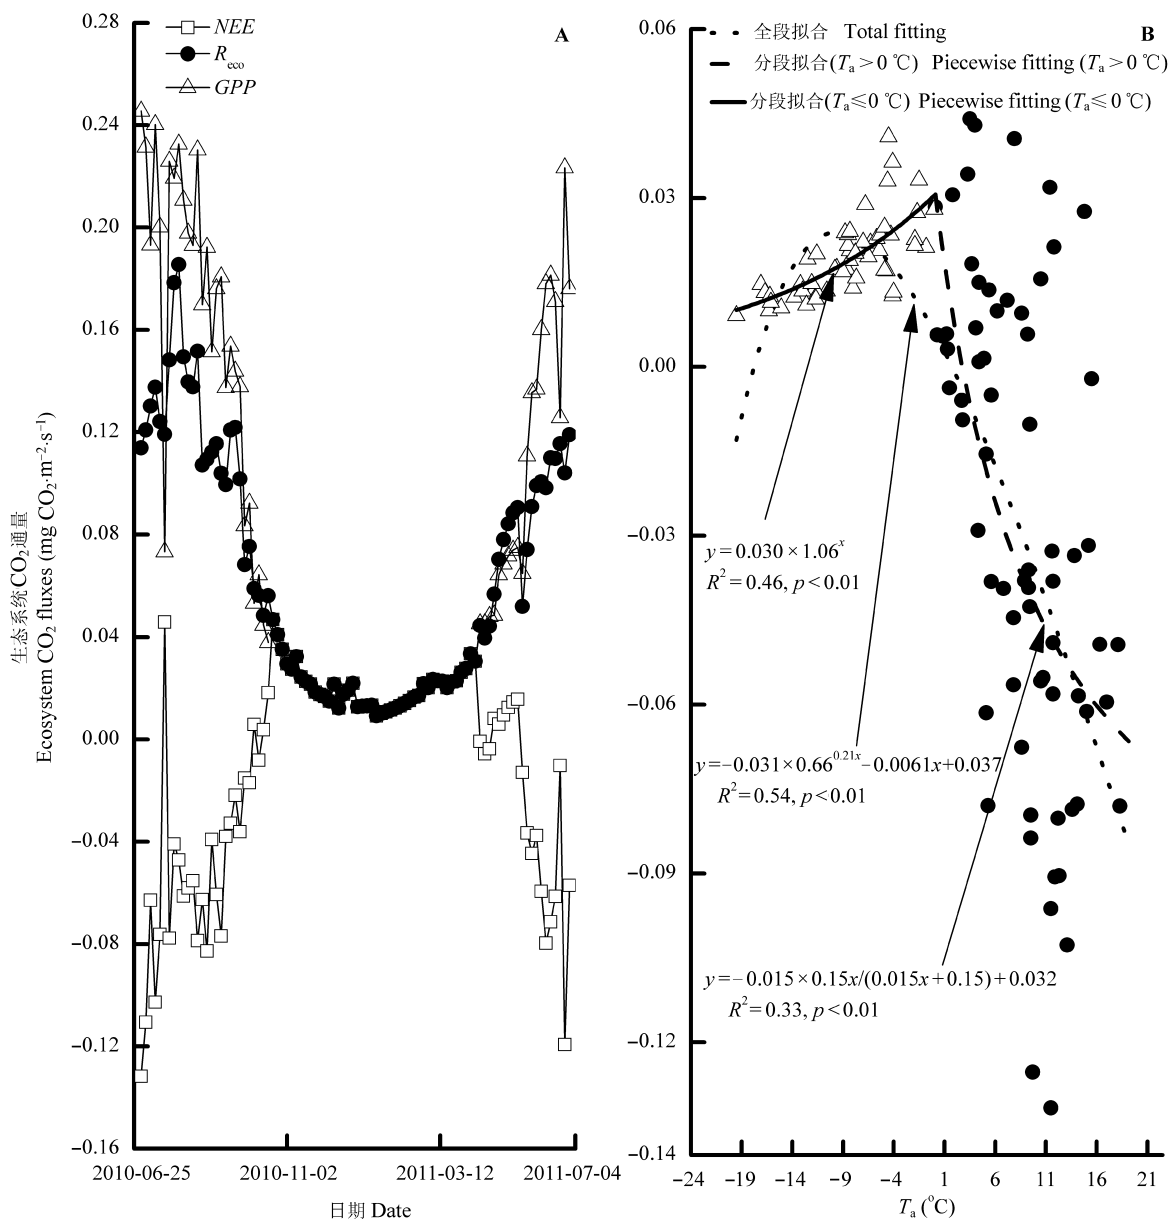 NEE
Reco
GPP
A
0.28
0.24
0.20
0.16
0.12
0.08
0.04
0.00
−0.04
−0.08
−0.12
−0.16
生态系统CO2通量
Ecosystem CO2 fluxes (mg CO2·m−2·s−1)
2010-06-25 2010-11-02 2011-03-12 2011-07-04
日期 Date
B
全段拟合 Total fitting
分段拟合(Ta>0 ℃) Piecewise fitting (Ta>0 ℃)
分段拟合(Ta≤0 ℃) Piecewise fitting (Ta≤0 ℃)
0.06
0.03
0.00
−0.03
−0.06
−0.09
−0.12
−0.14
y=0.030×1.06^x
R2=0.46, p<0.01
y=−0.031×0.66^0.21x−0.0061x+0.037
R2=0.54, p<0.01
y=−0.015×0.15x/(0.015x+0.15)+0.032
R2=0.33, p<0.01
−24 −19 −14 −9 −4 1 6 11 16 21
Ta (oC)